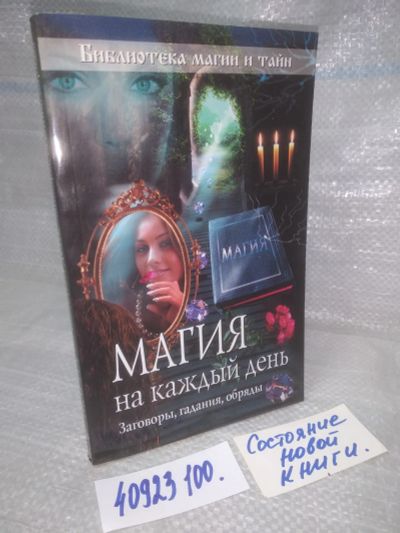 Библиотека магии и тайн
МАГИЯ
МАГИЯ
на каждый день
Заговоры, гадания, обряды
40923 100.
Состояние
новой
книги.